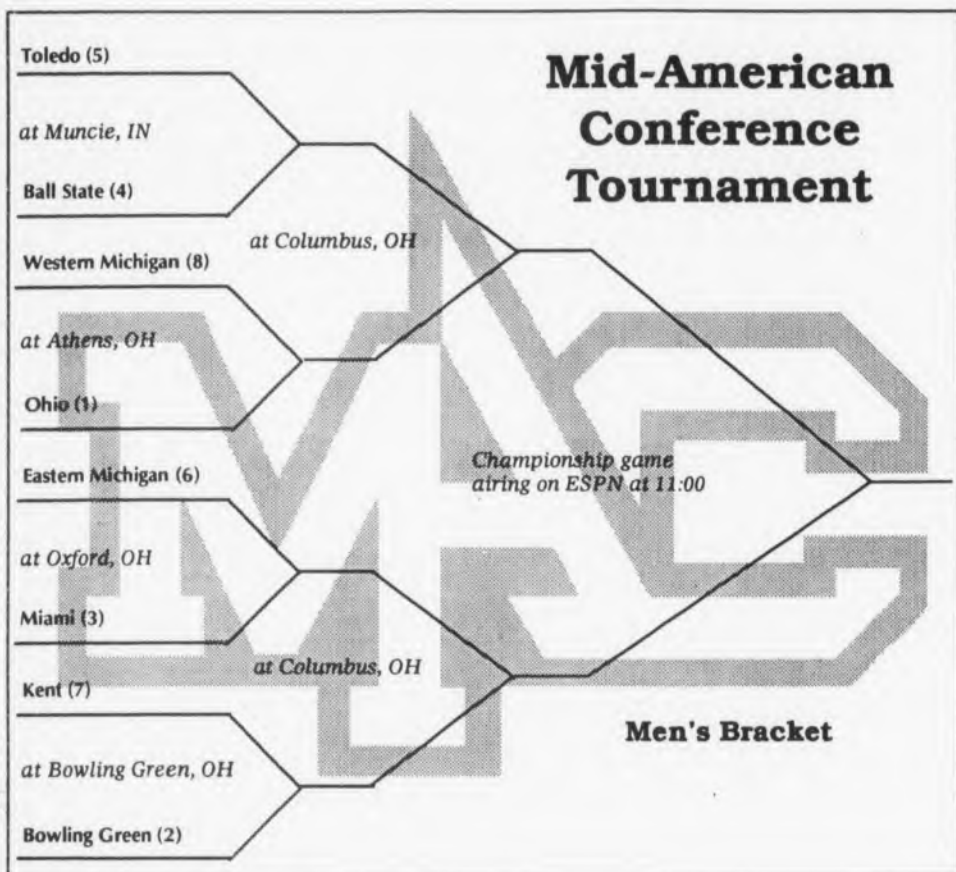 Mid-American
Conference
Tournament
Toledo (5)
at Muncie, IN
Ball State (4)
at Columbus, OH
Western Michigan (8)
at Athens, OH
Ohio (1)
Eastern Michigan (6)
Championship game
airing on ESPN at 11:00
at Oxford, OH
Miami (3)
at Columbus, OH
Kent (7)
Men's Bracket
at Bowling Green, OH
Bowling Green (2)
MAC